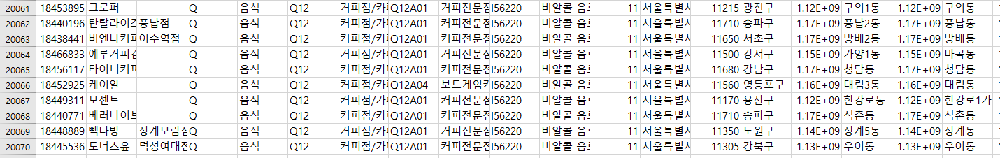 20061 18453895 그로퍼 Q 음식 Q12 커피점/카 Q12A01 커피전문점 I56220 비알콜 음료 11 서울특별시 11215 광진구 1.12E+09 구의1동 1.12E+09 구의동
20062 18440196 탄탈라이즈 풍납점 Q 음식 Q12 커피점/카 Q12A01 커피전문점 I56220 비알콜 음료 11 서울특별시 11710 송파구 1.17E+09 풍납2동 1.17E+09 풍납동
20063 18438441 비엔나커피 이수역점 Q 음식 Q12 커피점/카 Q12A01 커피전문점 I56220 비알콜 음료 11 서울특별시 11650 서초구 1.17E+09 방배2동 1.17E+09 방배동
20064 18466833 예루커피컴 Q 음식 Q12 커피점/카 Q12A01 커피전문점 I56220 비알콜 음료 11 서울특별시 11500 강서구 1.15E+09 가양1동 1.15E+09 마곡동
20065 18456117 타이니커피 Q 음식 Q12 커피점/카 Q12A01 커피전문점 I56220 비알콜 음료 11 서울특별시 11680 강남구 1.17E+09 청담동 1.17E+09 청담동
20066 18452925 케이알 Q 음식 Q12 커피점/카 Q12A04 보드게임카 I56220 비알콜 음료 11 서울특별시 11560 영등포구 1.16E+09 대림3동 1.16E+09 대림동
20067 18449311 모센트 Q 음식 Q12 커피점/카 Q12A01 커피전문점 I56220 비알콜 음료 11 서울특별시 11170 용산구 1.12E+09 한강로동 1.12E+09 한강로1가
20068 18440771 베러나이브 Q 음식 Q12 커피점/카 Q12A01 커피전문점 I56220 비알콜 음료 11 서울특별시 11710 송파구 1.17E+09 석촌동 1.17E+09 석촌동
20069 18448889 빽다방 상계보람점 Q 음식 Q12 커피점/카 Q12A01 커피전문점 I56220 비알콜 음료 11 서울특별시 11350 노원구 1.14E+09 상계5동 1.14E+09 상계동
20070 18445536 도너츠윤 덕성여대점 Q 음식 Q12 커피점/카 Q12A01 커피전문점 I56220 비알콜 음료 11 서울특별시 11305 강북구 1.13E+09 우이동 1.13E+09 우이동